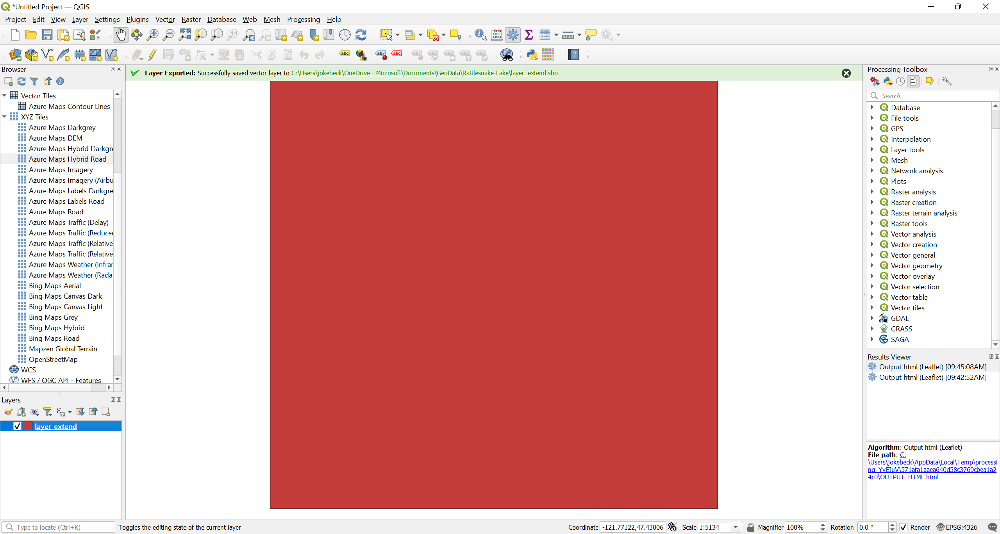 *Untitled Project — QGIS
Project Edit View Layer Settings Plugins Vector Raster Database Web Mesh Processing Help
Browser
Vector Tiles
Azure Maps Contour Lines
XYZ Tiles
Azure Maps Darkgrey
Azure Maps DEM
Azure Maps Hybrid Darkgre
Azure Maps Hybrid Road
Azure Maps Imagery
Azure Maps Imagery (Airbu
Azure Maps Labels Darkgre
Azure Maps Labels Road
Azure Maps Road
Azure Maps Traffic (Delay)
Azure Maps Traffic (Reduced
Azure Maps Traffic (Relative
Azure Maps Traffic (Relative
Azure Maps Weather (Infrar
Azure Maps Weather (Radar
Bing Maps Aerial
Bing Maps Canvas Dark
Bing Maps Canvas Light
Bing Maps Grey
Bing Maps Hybrid
Bing Maps Road
Mapzen Global Terrain
OpenStreetMap
WCS
WFS / OGC API - Features
Layers
layer_extend
Layer Exported: Successfully saved vector layer to C:\Users\jokebeck\OneDrive - Microsoft\Documents\GeoData\Rattlesnake-Lake\layer_extend.shp
Processing Toolbox
Search...
Database
File tools
GPS
Interpolation
Layer tools
Mesh
Network analysis
Plots
Raster analysis
Raster creation
Raster terrain analysis
Raster tools
Vector analysis
Vector creation
Vector general
Vector geometry
Vector overlay
Vector selection
Vector table
Vector tiles
GDAL
GRASS
SAGA
Results Viewer
Output html (Leaflet) [09:45:08AM]
Output html (Leaflet) [09:42:52AM]
Algorithm: Output html (Leaflet)
File path: C:
\Users\jokebeck\AppData\Local\Temp\processi
ng_YyEIuV\571afa1aaea640d58c3769cbea1a2
4c0\OUTPUT_HTML.html
Type to locate (Ctrl+K)
Toggles the editing state of the current layer
Coordinate -121.77122,47.43006
Scale 1:5134
Magnifier 100%
Rotation 0.0 °
Render
EPSG:4326